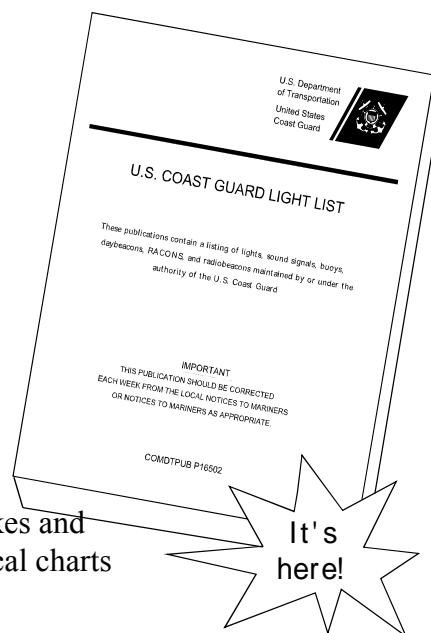 U.S. Department
of Transportation
United States
Coast Guard
U.S. COAST GUARD LIGHT LIST
These publications contain a listing of lights, sound signals, buoys,
daybeacons, RACONS, and radiobeacons maintained by or under the
authority of the U.S. Coast Guard
IMPORTANT
THIS PUBLICATION SHOULD BE CORRECTED
EACH WEEK FROM THE LOCAL NOTICES TO MARINERS
OR NOTICES TO MARINERS AS APPROPRIATE.
COMDTPUB P16502
and
charts
It's
here!